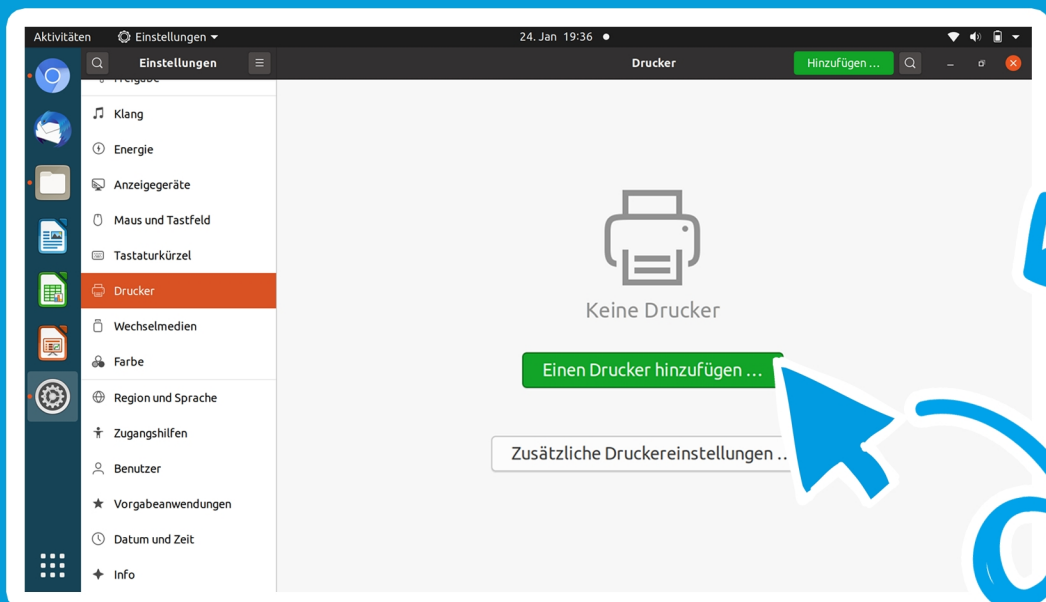 Aktivitäten
Einstellungen
24. Jan 19:36
Einstellungen
Drucker
Hinzufügen ...
Klang
Energie
Anzeigegeräte
Maus und Tastfeld
Tastaturkürzel
Drucker
Wechselmedien
Farbe
Region und Sprache
Zugangshilfen
Benutzer
Vorgabeanwendungen
Datum und Zeit
Info
Keine Drucker
Einen Drucker hinzufügen ...
Zusätzliche Druckereinstellungen ..